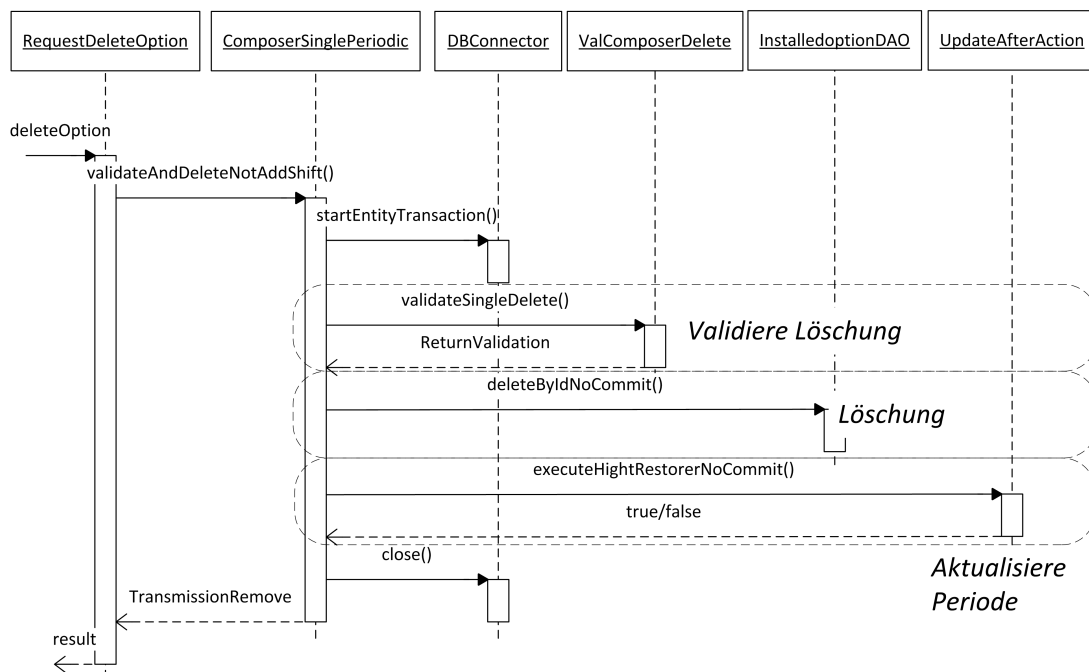 RequestDeleteOption
ComposerSinglePeriodic
DBConnector
ValComposerDelete
InstalledoptionDAO
UpdateAfterAction
deleteOption
validateAndDeleteNotAddShift()
startEntityTransaction()
validateSingleDelete()
Validiere Löschung
ReturnValidation
deleteByIdNoCommit()
Löschung
executeHightRestorerNoCommit()
true/false
close()
Aktualisiere
Periode
TransmissionRemove
result